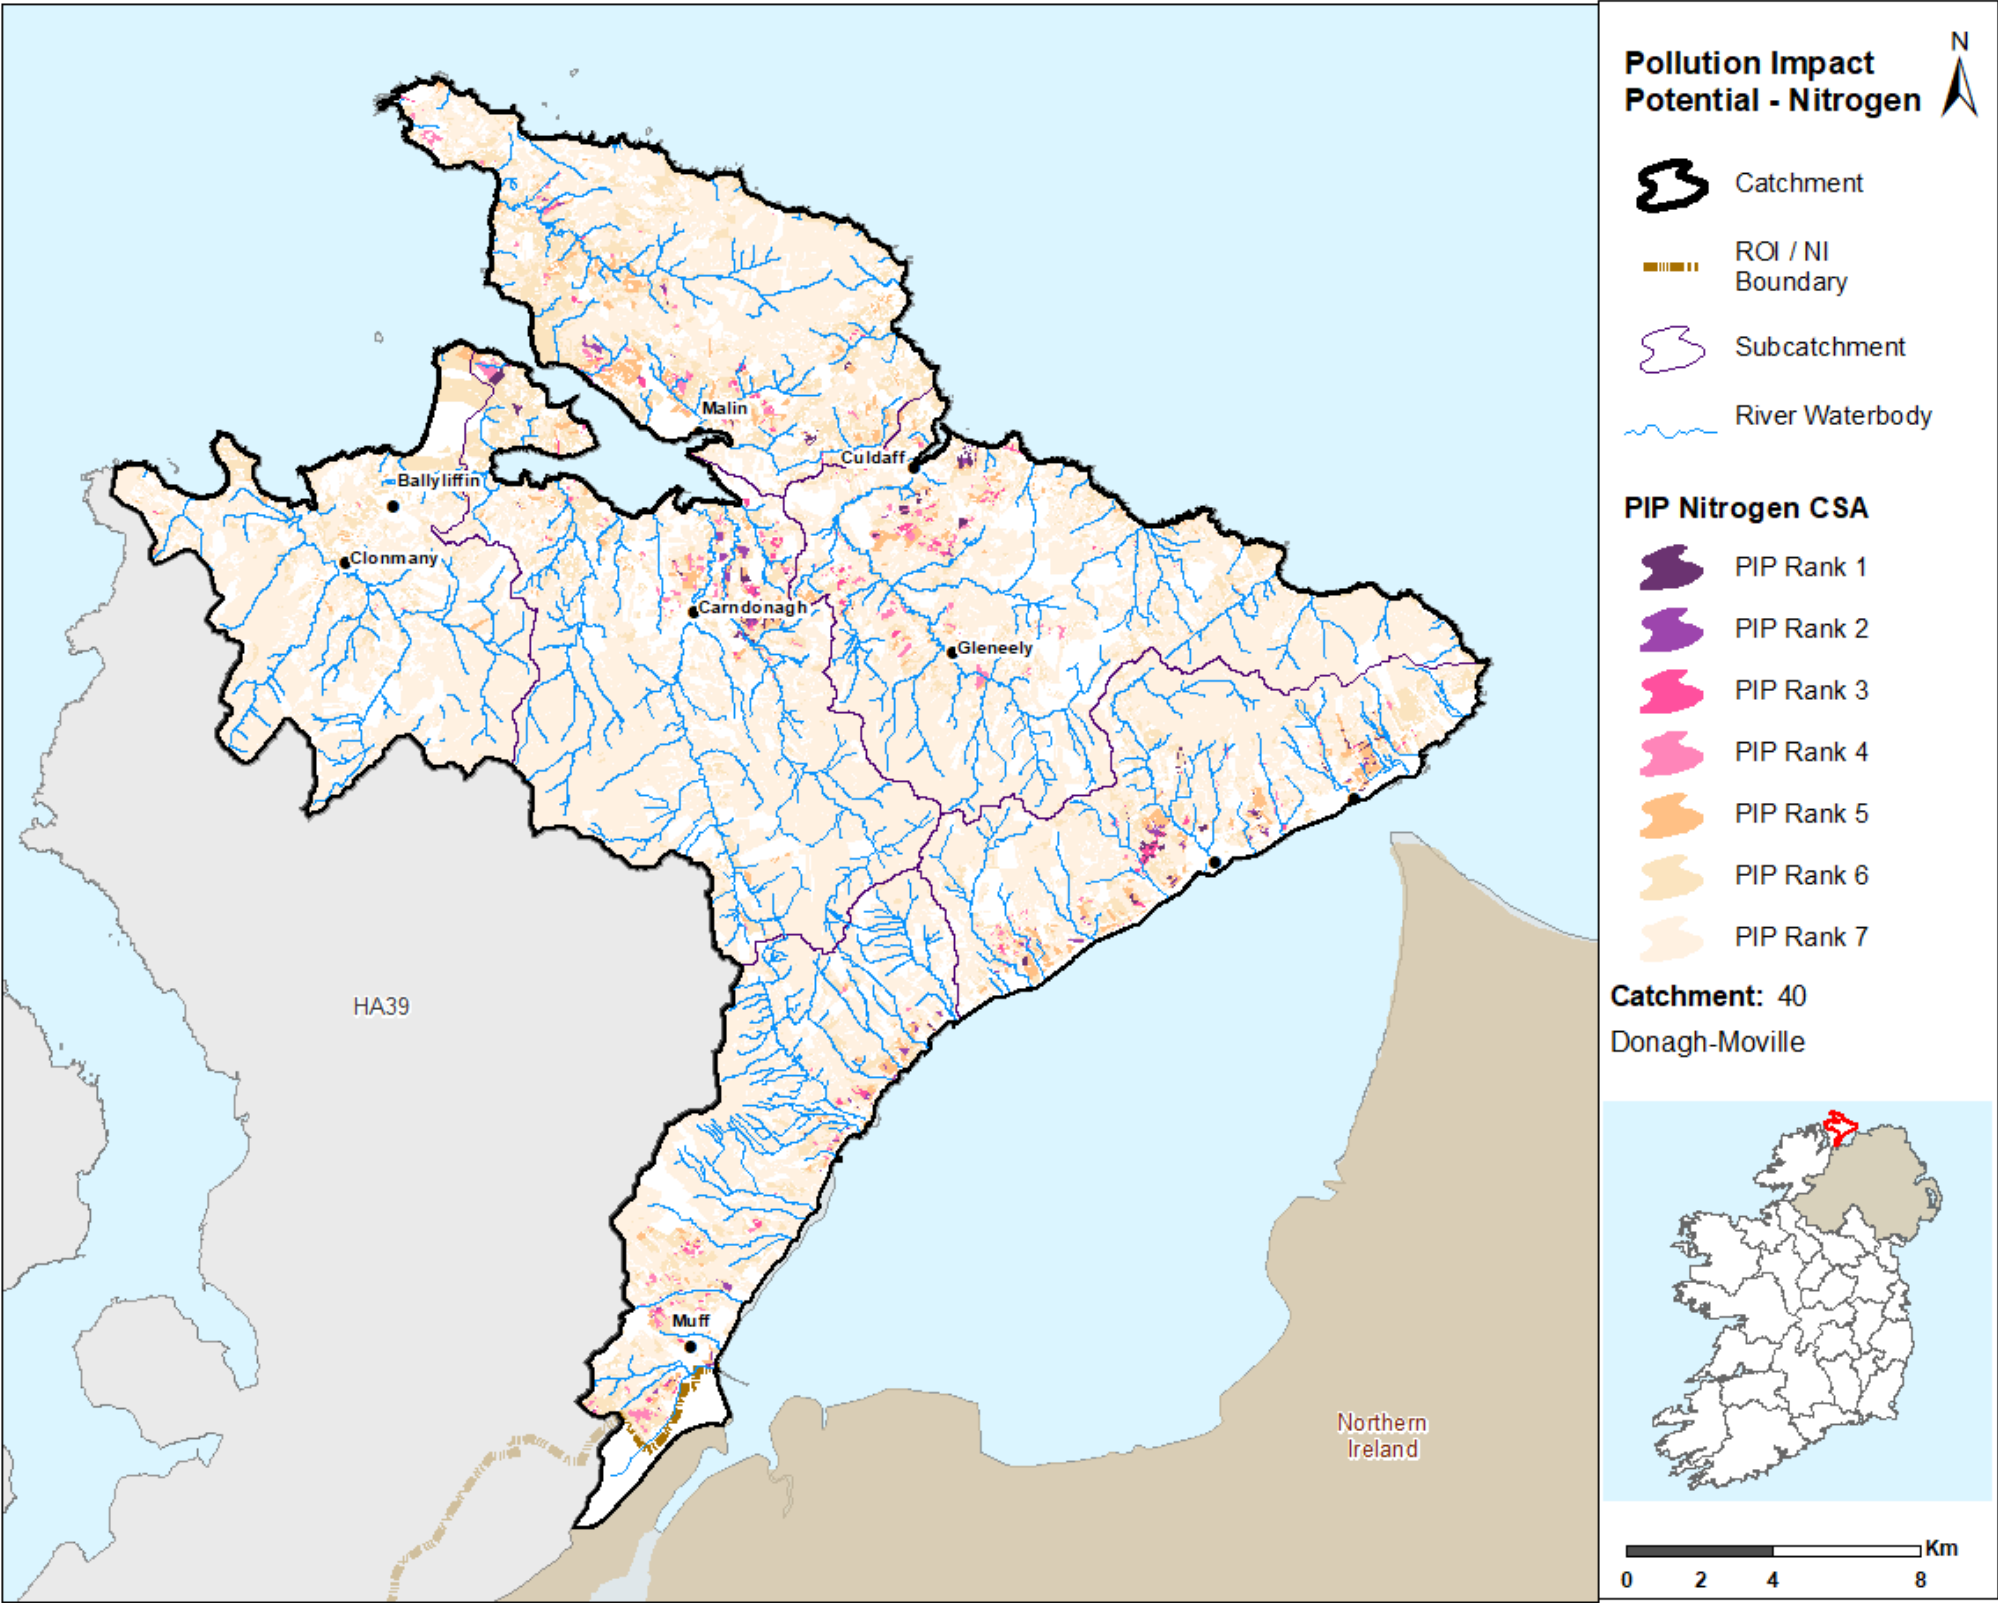 Malin
Culdaff
Ballyliffin
Clonmany
Carndonagh
Gleneely
HA39
Muff
Northern
Ireland
N
Pollution Impact
Potential - Nitrogen
Catchment
ROI / NI
Boundary
Subcatchment
River Waterbody
PIP Nitrogen CSA
PIP Rank 1
PIP Rank 2
PIP Rank 3
PIP Rank 4
PIP Rank 5
PIP Rank 6
PIP Rank 7
Catchment: 40
Donagh-Moville
Km
0 2 4 8